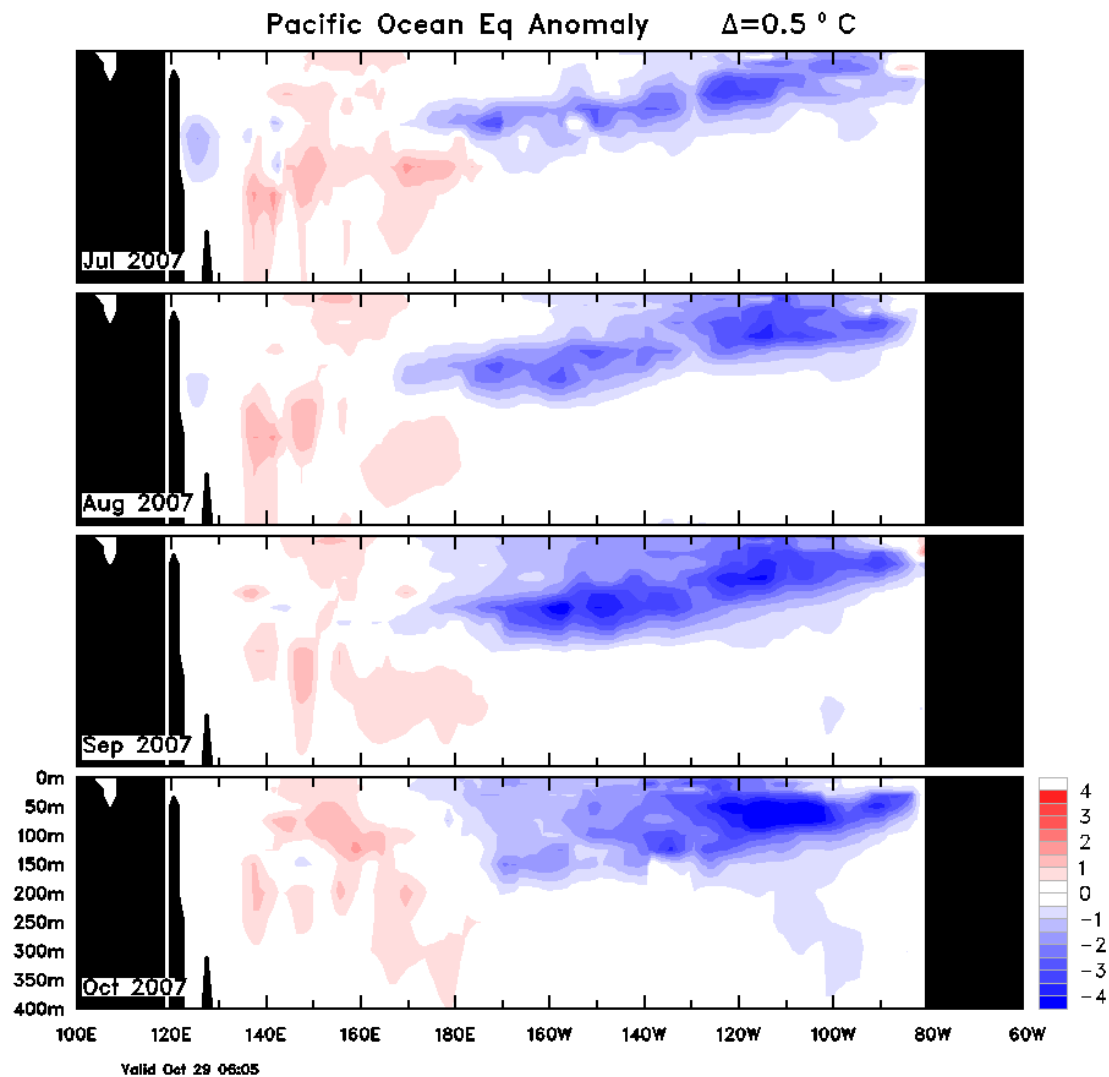 Pacific Ocean Eq Anomaly Δ=0.5 ° C
Jul 2007
Aug 2007
Sep 2007
0m
50m
100m
150m
200m
250m
300m
350m
400m
Oct 2007
4
3
2
1
0
−1
−2
−3
−4
100E 120E 140E 160E 180E 160W 140W 120W 100W 80W 60W
Valid Oct 29 06:05